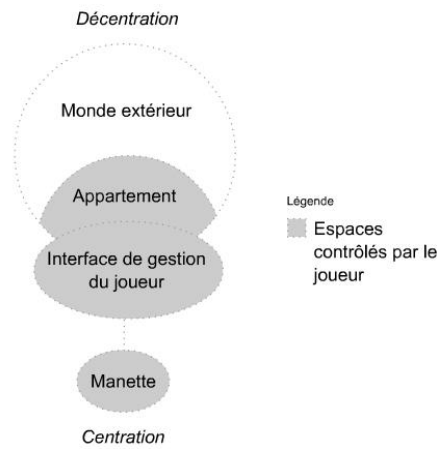 Décentration
Monde extérieur
Appartement
Interface de gestion
du joueur
Manette
Centration
Légende
Espaces
contrôlés par le
joueur